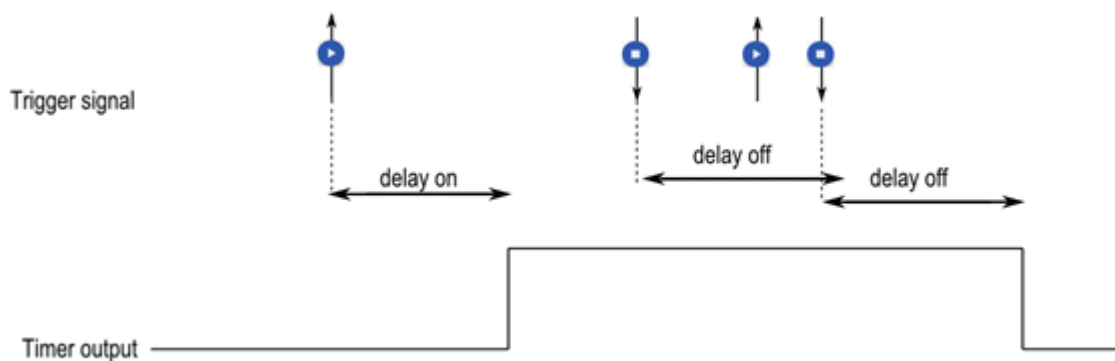 Trigger signal
delay on
delay off
delay off
Timer output